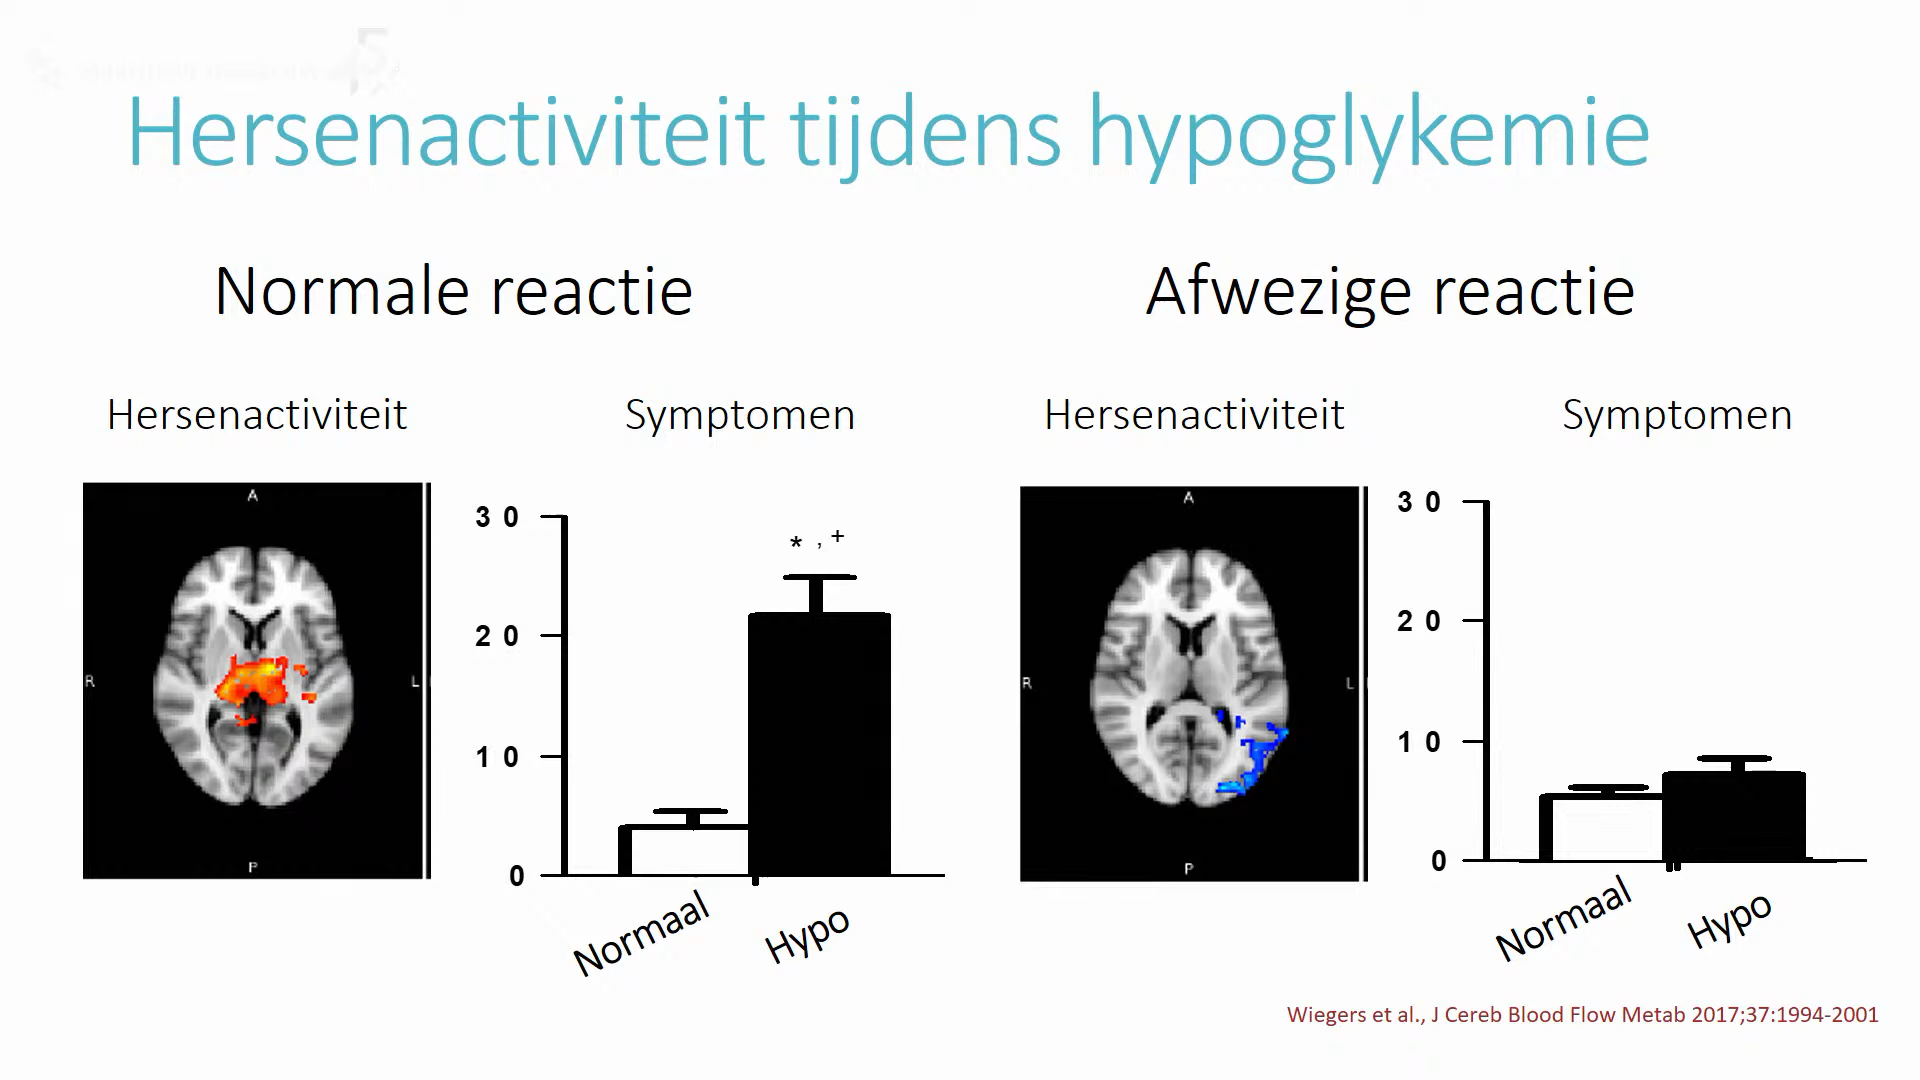 Hersenactiviteit tijdens hypoglykemie
Normale reactie
Hersenactiviteit
Symptomen
A
R
L
P
30
20
10
0
* , +
Normaal
Hypo
Afwezige reactie
Hersenactiviteit
Symptomen
A
R
L
P
30
20
10
0
Normaal
Hypo
Wiegers et al., J Cereb Blood Flow Metab 2017;37:1994-2001